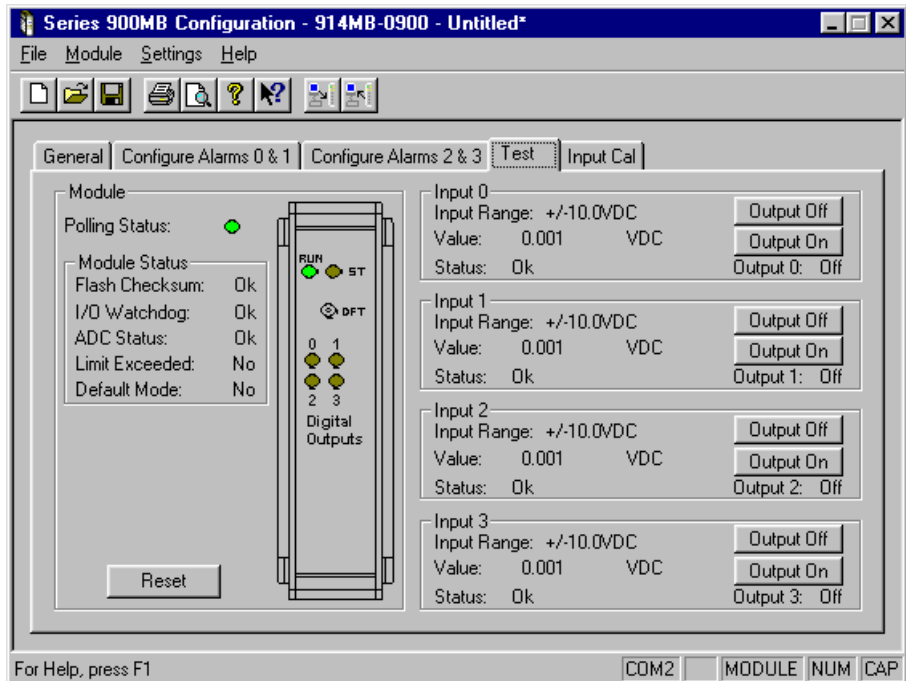 Series 900MB Configuration - 914MB-0900 - Untitled*
File Module Settings Help
General Configure Alarms 0 & 1 Configure Alarms 2 & 3 Test Input Cal
Module
Polling Status:
Module Status
Flash Checksum: Ok
I/O Watchdog: Ok
ADC Status: Ok
Limit Exceeded: No
Default Mode: No
Reset
RUN ST
DFT
0 1
2 3
Digital
Outputs
Input 0
Input Range: +/-10.0VDC
Output Off
Value: 0.001 VDC
Output On
Status: Ok
Output 0: Off
Input 1
Input Range: +/-10.0VDC
Output Off
Value: 0.001 VDC
Output On
Status: Ok
Output 1: Off
Input 2
Input Range: +/-10.0VDC
Output Off
Value: 0.001 VDC
Output On
Status: Ok
Output 2: Off
Input 3
Input Range: +/-10.0VDC
Output Off
Value: 0.001 VDC
Output On
Status: Ok
Output 3: Off
For Help, press F1
COM2 MODULE NUM CAP